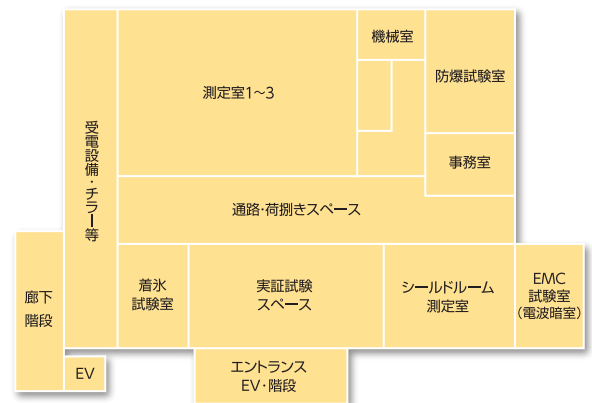 機械室
防爆試験室
測定室1～3
受電設備・チラー等
事務室
通路・荷捌きスペース
廊下
階段
着氷
試験室
実証試験
スペース
シールドルーム
測定室
EMC
試験室
(電波暗室)
EV
エントランス
EV・階段